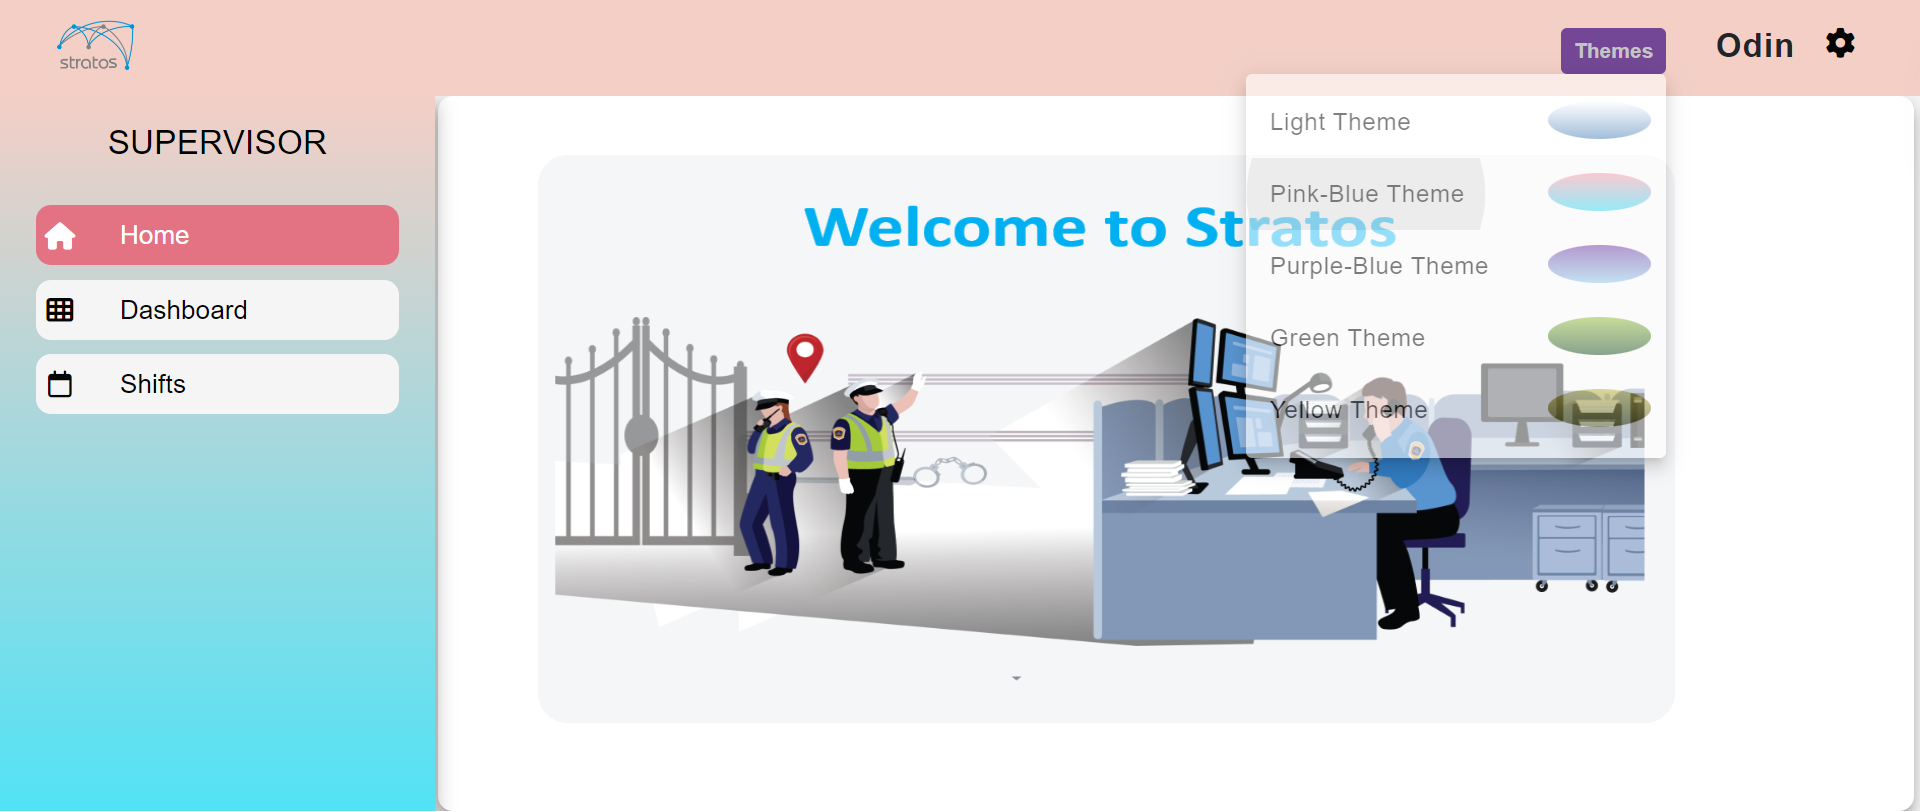 stratos
Themes
Odin
SUPERVISOR
Home
Dashboard
Shifts
Light Theme
Pink-Blue Theme
Purple-Blue Theme
Green Theme
Yellow Theme
Welcome to Stratos